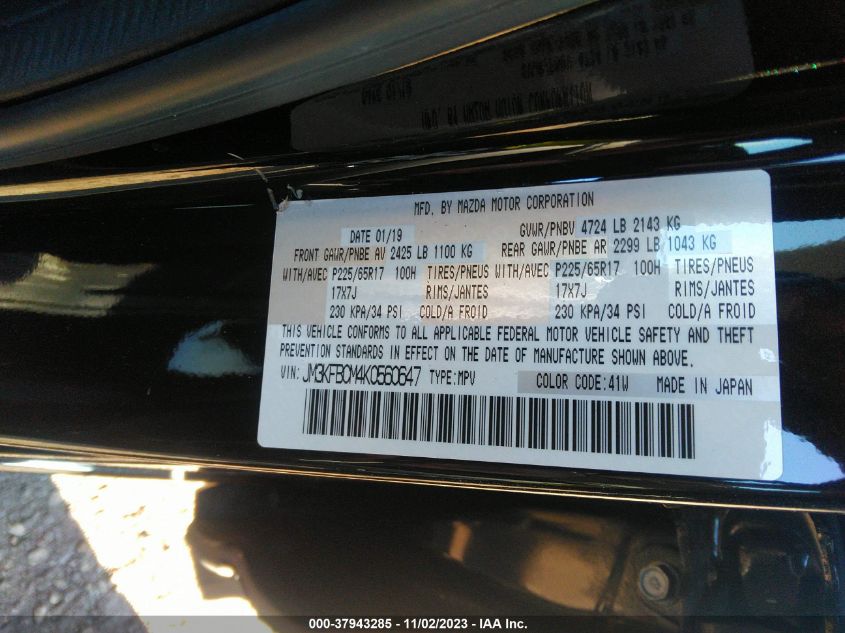 MFD. BY MAZDA MOTOR CORPORATION
DATE 01/19 GVWR/PNBV 4724 LB 2143 KG
FRONT GAWR/PNBE AV 2425 LB 1100 KG REAR GAWR/PNBE AR 2299 LB 1043 KG
WITH/AVEC P225/65R17 100H TIRES/PNEUS WITH/AVEC P225/65R17 100H TIRES/PNEUS
17X7J RIMS/JANTES 17X7J RIMS/JANTES
230 KPA/34 PSI COLD/A FROID 230 KPA/34 PSI COLD/A FROID
THIS VEHICLE CONFORMS TO ALL APPLICABLE FEDERAL MOTOR VEHICLE SAFETY AND THEFT
PREVENTION STANDARDS IN EFFECT ON THE DATE OF MANUFACTURE SHOWN ABOVE.
VIN: JM3KFBCM4K0560647 TYPE:MPV COLOR CODE:41W MADE IN JAPAN
000-37943285 - 11/02/2023 - IAA Inc.